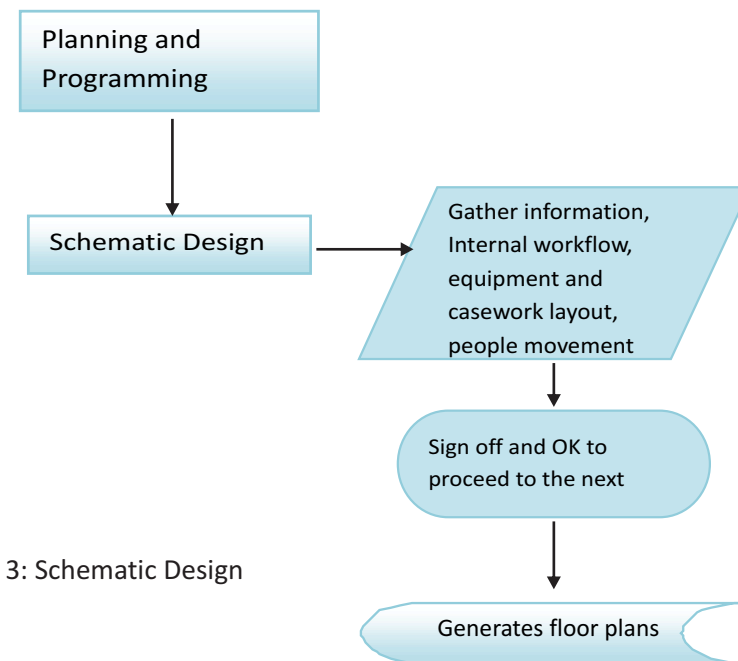 Planning and
Programming
Schematic Design
Gather information,
Internal workflow,
equipment and
casework layout,
people movement
Sign off and OK to
proceed to the next
3: Schematic Design
Generates floor plans